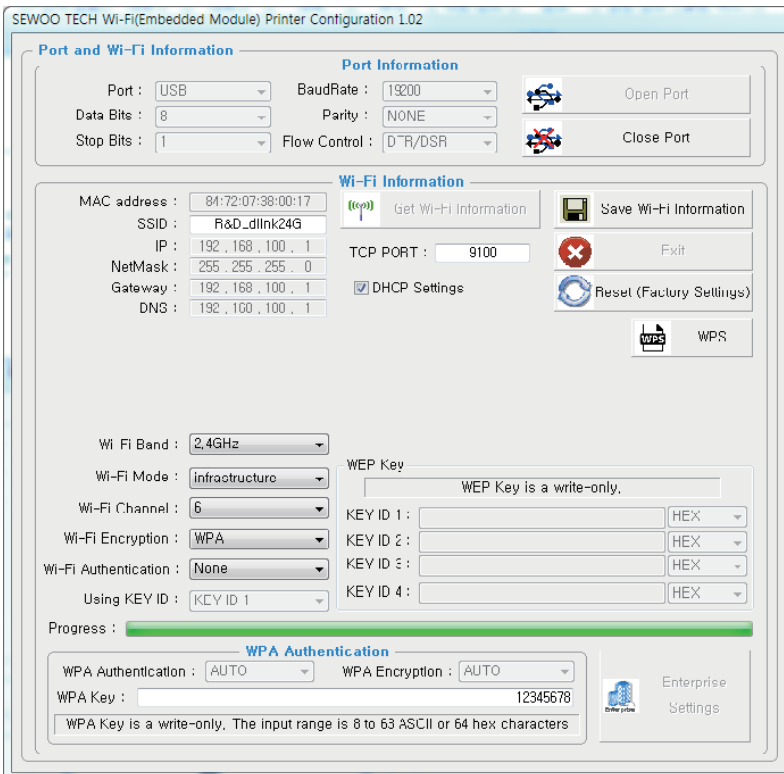 SEWOO TECH Wi-Fi(Embedded Module) Printer Configuration 1.02
Port and Wi-Fi Information
Port Information
Port : USB BaudRate : 19200 Open Port
Data Bits : 8 Parity : NONE
Stop Bits : 1 Flow Control : DTR/DSR Close Port
Wi-Fi Information
MAC address : 84:72:07:38:00:17 Get Wi-Fi Information Save Wi-Fi Information
SSID : R&D_dlink24G
IP : 192 . 168 . 100 . 1 TCP PORT : 9100 Exit
NetMask : 255 . 255 . 255 . 0
Gateway : 192 . 168 . 100 . 1 DHCP Settings Reset (Factory Settings)
DNS : 192 . 168 . 100 . 1
WPS WPS
Wi-Fi Band : 2.4GHz
Wi-Fi Mode : infrastructure
Wi-Fi Channel : 6
Wi-Fi Encryption : WPA
Wi-Fi Authentication : None
Using KEY ID : KEY ID 1
WEP Key
WEP Key is a write-only.
KEY ID 1 : HEX
KEY ID 2 : HEX
KEY ID 3 : HEX
KEY ID 4 : HEX
Progress :
WPA Authentication
WPA Authentication : AUTO WPA Encryption : AUTO
WPA Key : 12345678
WPA Key is a write-only. The input range is 8 to 63 ASCII or 64 hex characters
Enterprise
Enterprise
Settings